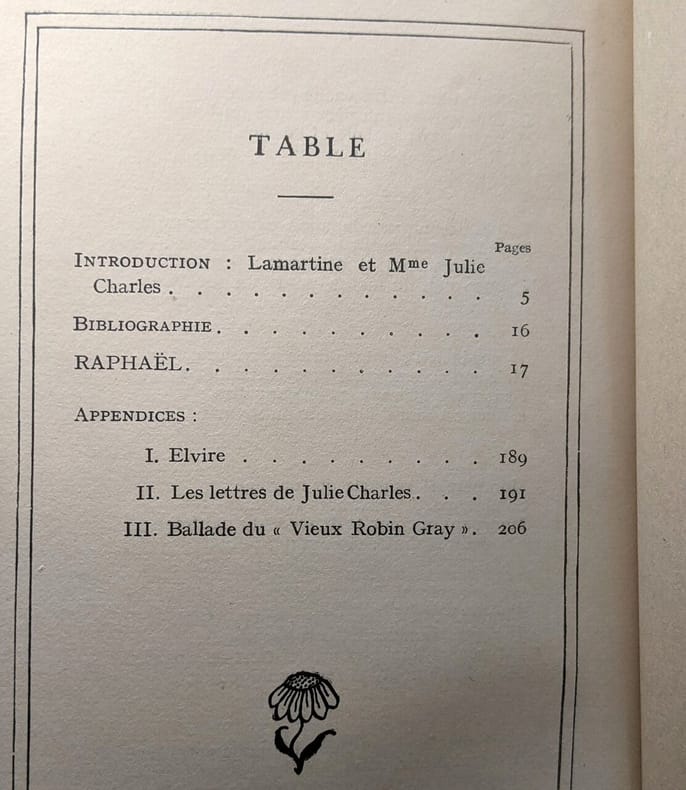 TABLE
Pages
INTRODUCTION : Lamartine et Mme Julie
Charles . . . . . . . . . . . . 5
BIBLIOGRAPHIE . . . . . . . . . . 16
RAPHAËL . . . . . . . . . . . 17
APPENDICES :
I. Elvire . . . . . . . . . 189
II. Les lettres de Julie Charles . . . 191
III. Ballade du « Vieux Robin Gray ». 206